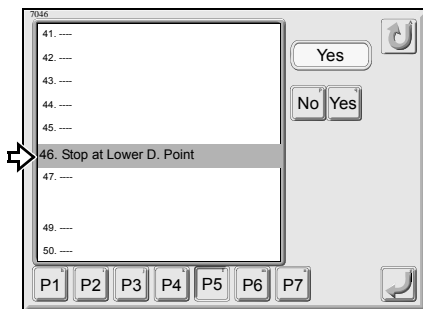 7046
41. ----
42. ----
43. ----
44. ----
45. ----
46. Stop at Lower D. Point
47. ----
49. ----
50. ----
Yes
No Yes
P1 P2 P3 P4 P5 P6 P7